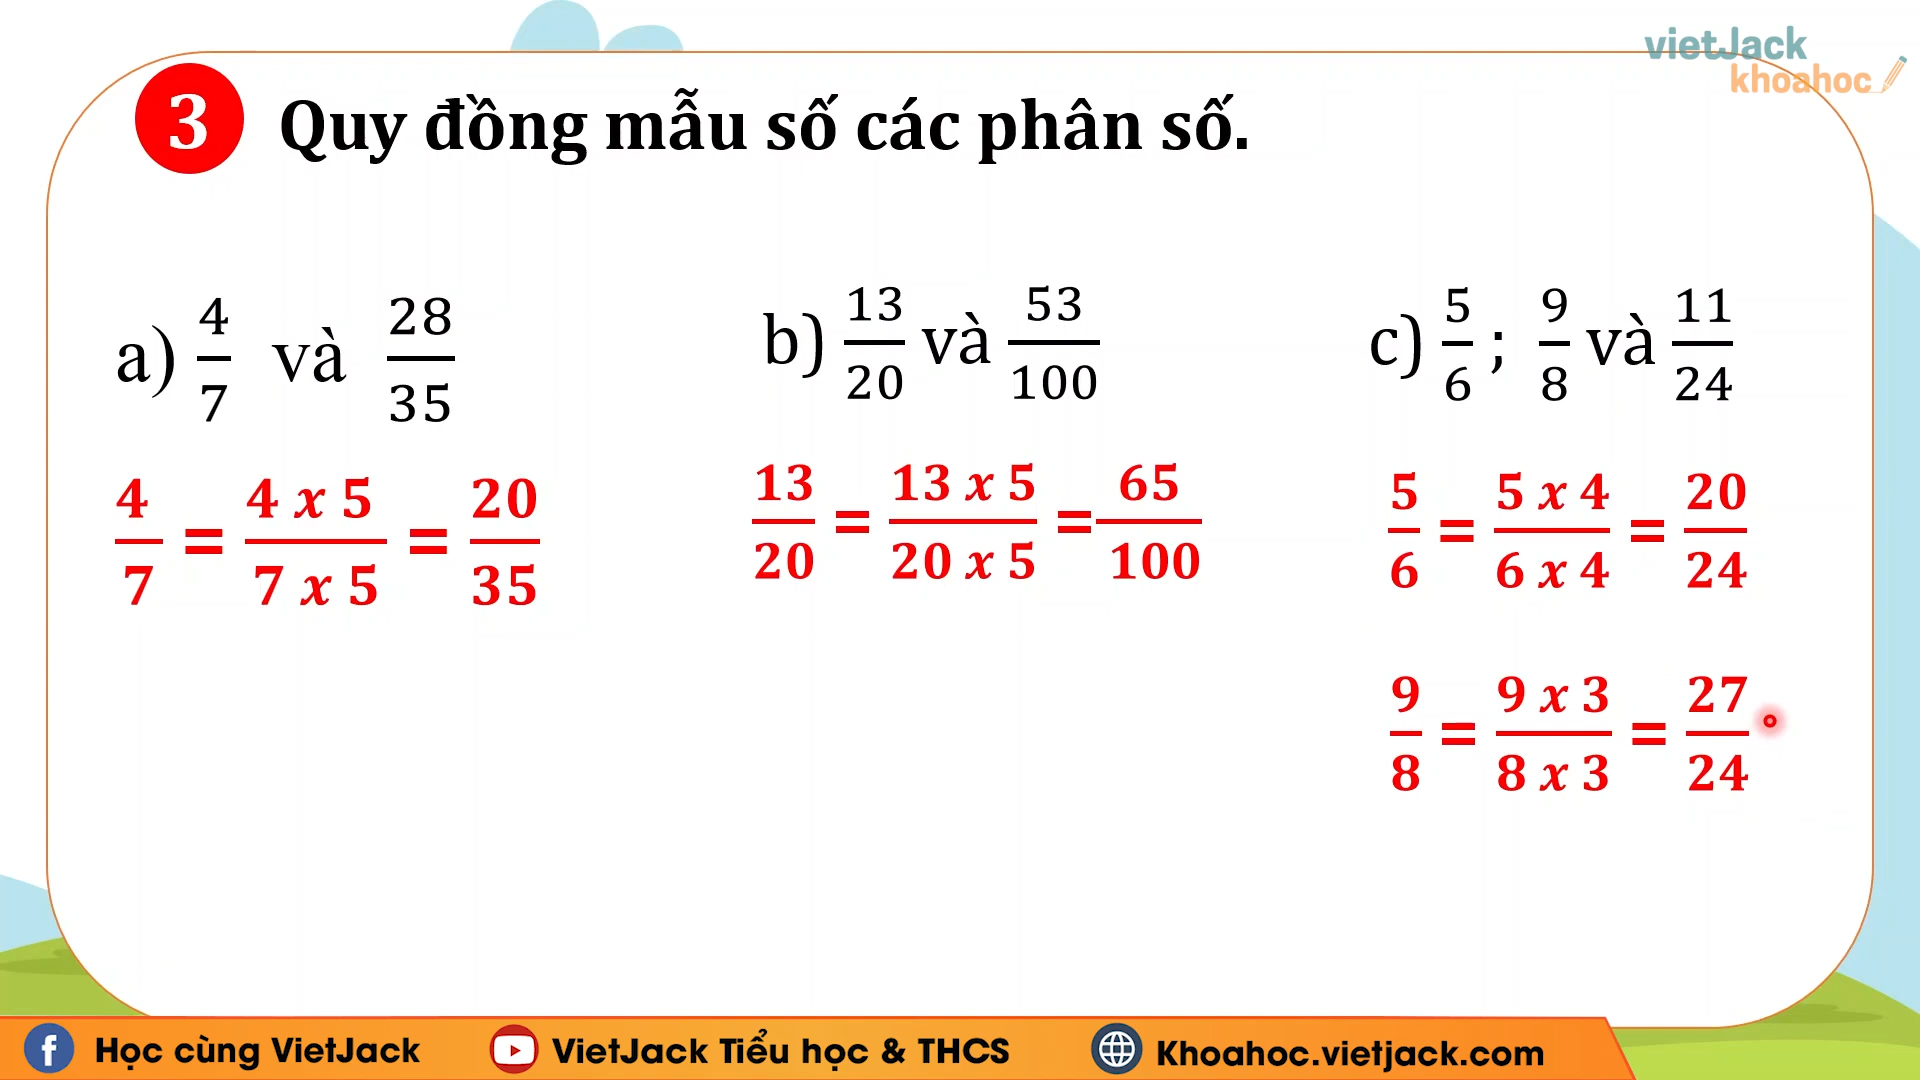 vietJack
khoahoc
3 Quy đồng mẫu số các phân số.
a) 4/7 và 28/35
b) 13/20 và 53/100
c) 5/6 ; 9/8 và 11/24
4/7 = 4 x 5/7 x 5 = 20/35
13/20 = 13 x 5/20 x 5 = 65/100
5/6 = 5 x 4/6 x 4 = 20/24
9/8 = 9 x 3/8 x 3 = 27/24
Học cùng VietJack
VietJack Tiểu học & THCS
Khoahoc.vietjack.com